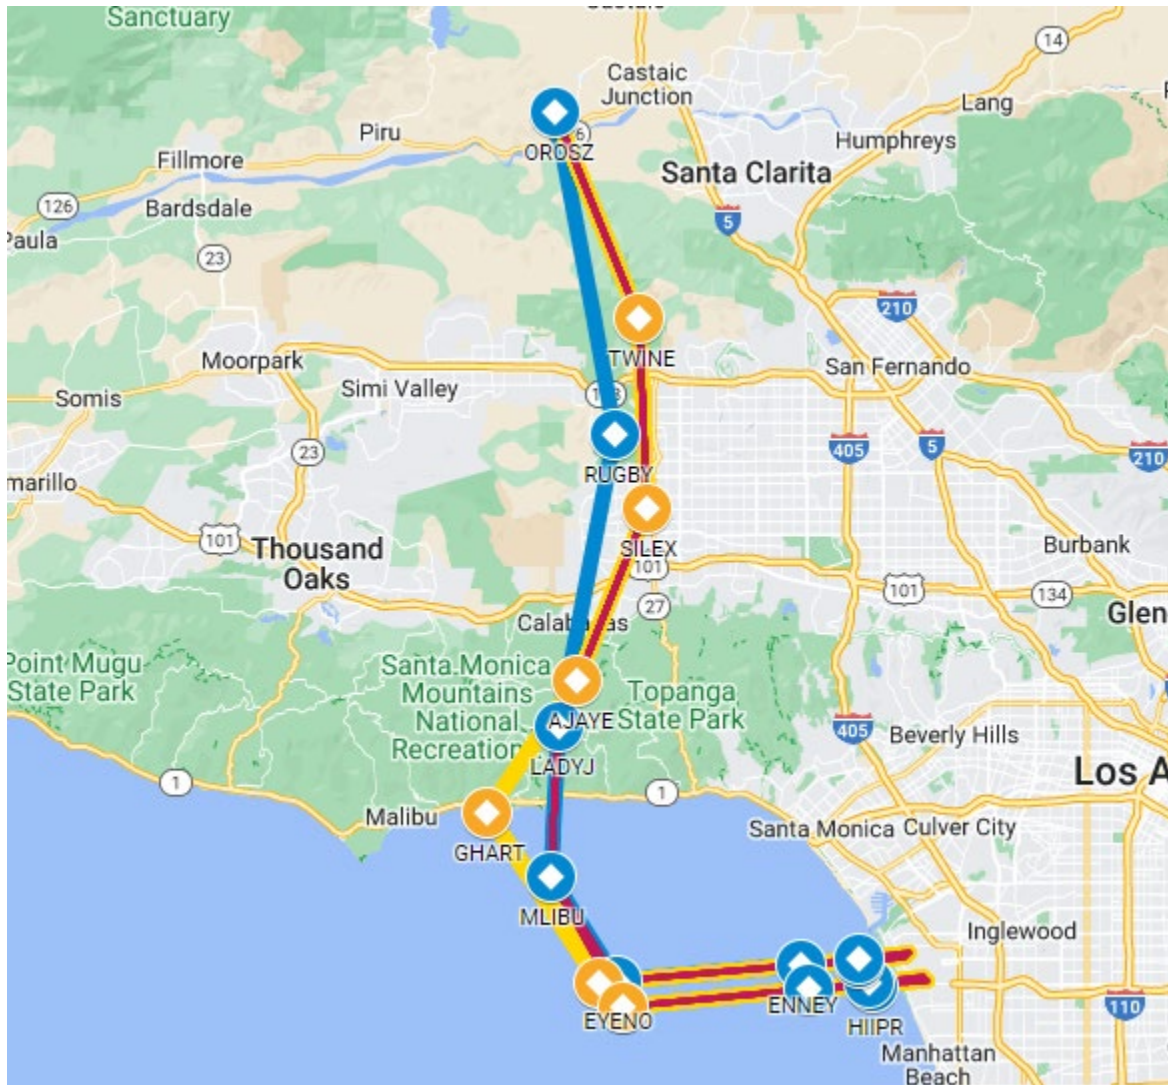 Sanctuary
14
Castaic
Junction
Lang
Piru
6
OROSZ
Humphreys
Fillmore
Santa Clarita
126
Bardsdale
5
Paula
23
210
TWINE
Moorpark
San Fernando
Simi Valley
Somis
405
5
23
210
RUGBY
marillo
101
SILEX
Thousand
Oaks
Burbank
101
101
134
27
Glen
Calabasas
Point Mugu
State Park
Santa Monica
Mountains
National
Recreation
Topanga
State Park
AJAYE
405
Beverly Hills
LADYJ
Los A
1
1
Malibu
Santa Monica
Culver City
GHART
MLIBU
Inglewood
ENNEY
110
EYENO
HIIPR
Manhattan
Beach